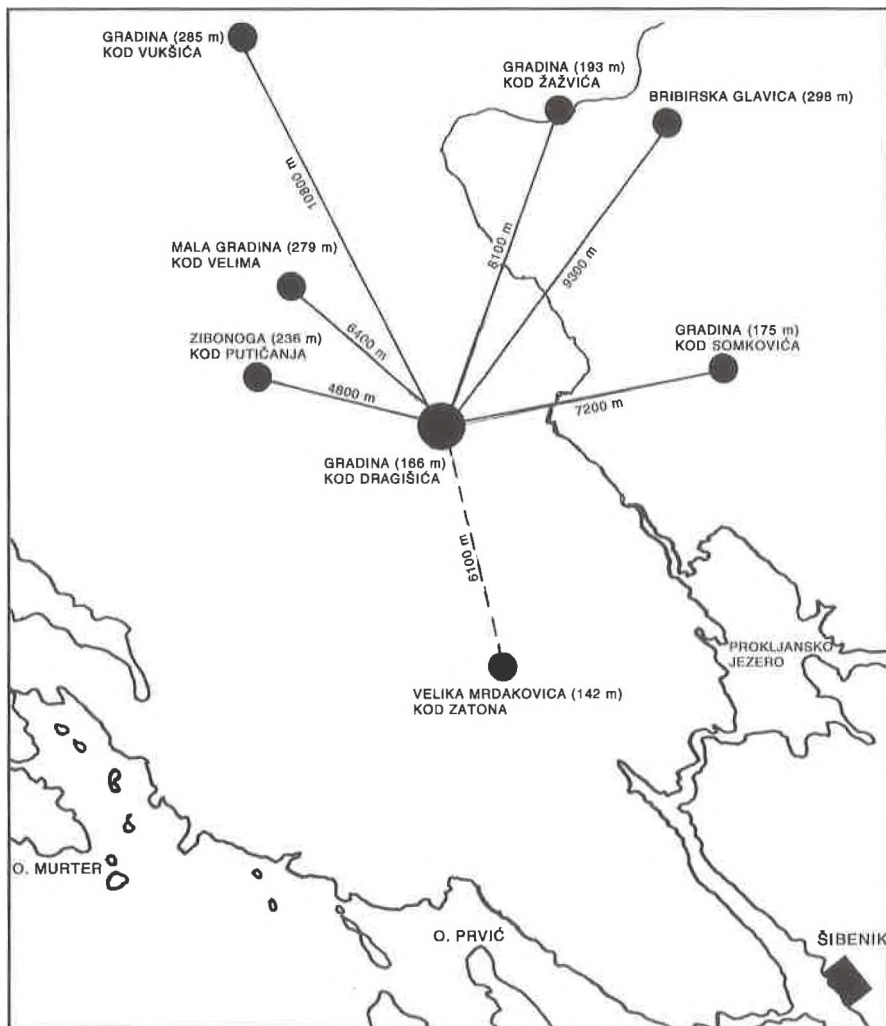 GRADINA (285 m)
KOD VUKŠIĆA
GRADINA (193 m)
KOD ŽAŽVIĆA
BRIBIRSKA GLAVICA (298 m)
10800 m
8100 m
9300 m
MALA GRADINA (279 m)
KOD VELIMA
6400 m
ZIBONOGA (236 m)
KOD PUTIČANJA
4800 m
GRADINA (175 m)
KOD SOMKOVIĆA
7200 m
GRADINA (166 m)
KOD DRAGIŠIĆA
6100 m
PROKLJANSKO
JEZERO
VELIKA MRDAKOVICA (142 m)
KOD ZATONA
O. MURTER
O. PRVIĆ
ŠIBENIK